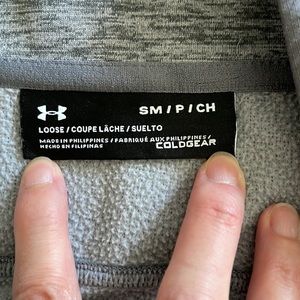 SM / P / CH
LOOSE / COUPE LÂCHE / SUELTO
MADE IN PHILIPPINES / FABRIQUÉ AUX PHILIPPINES /
HECHO EN FILIPINAS
COLDGEAR